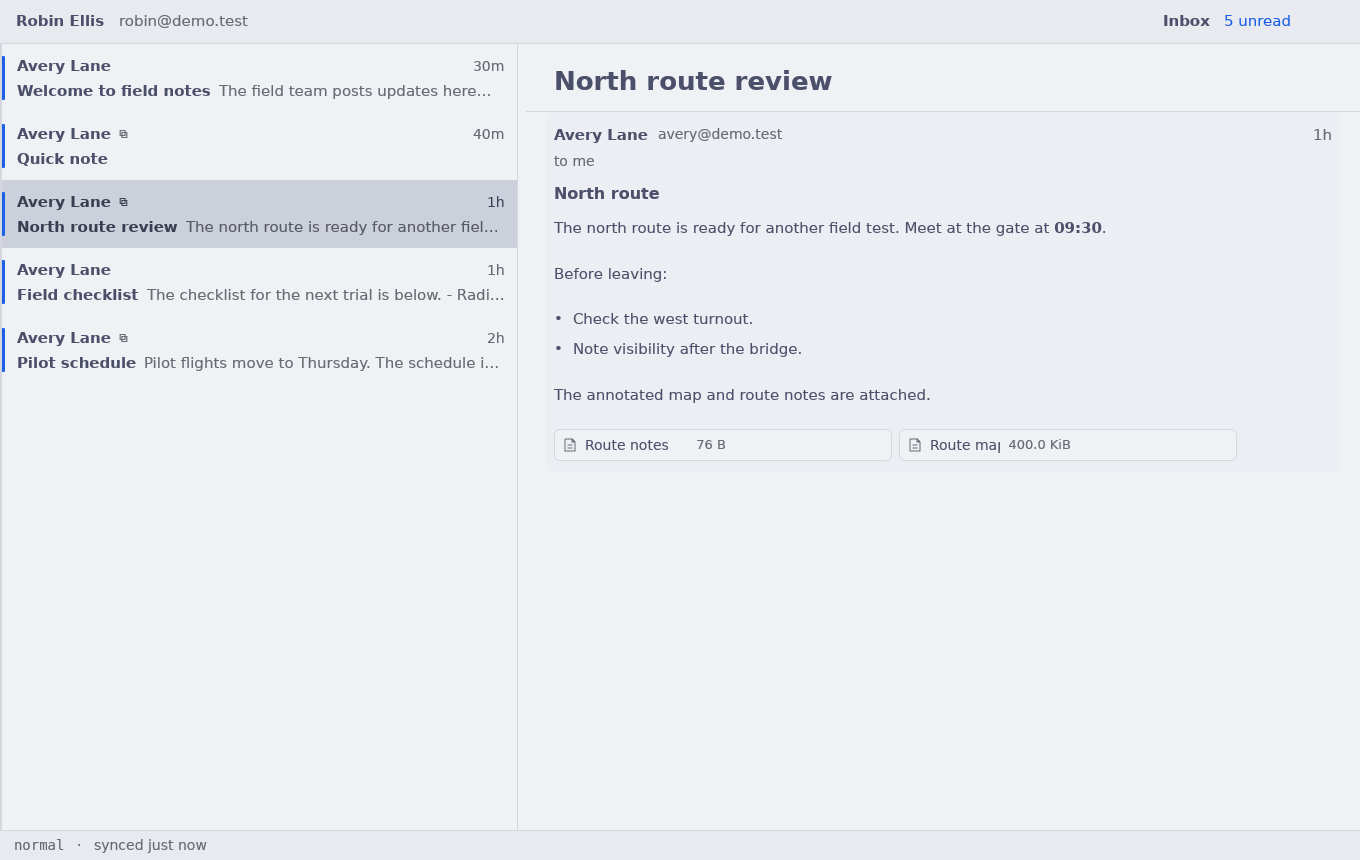 Robin Ellis robin@demo.test Inbox 5 unread
Avery Lane 30m
Welcome to field notes The field team posts updates here...
Avery Lane 40m
Quick note
Avery Lane 1h
North route review The north route is ready for another fiel...
Avery Lane 1h
Field checklist The checklist for the next trial is below. - Radi...
Avery Lane 2h
Pilot schedule Pilot flights move to Thursday. The schedule i...
North route review
Avery Lane avery@demo.test 1h
to me
North route
The north route is ready for another field test. Meet at the gate at 09:30.
Before leaving:
• Check the west turnout.
• Note visibility after the bridge.
The annotated map and route notes are attached.
Route notes 76 B Route map 400.0 KiB
normal · synced just now